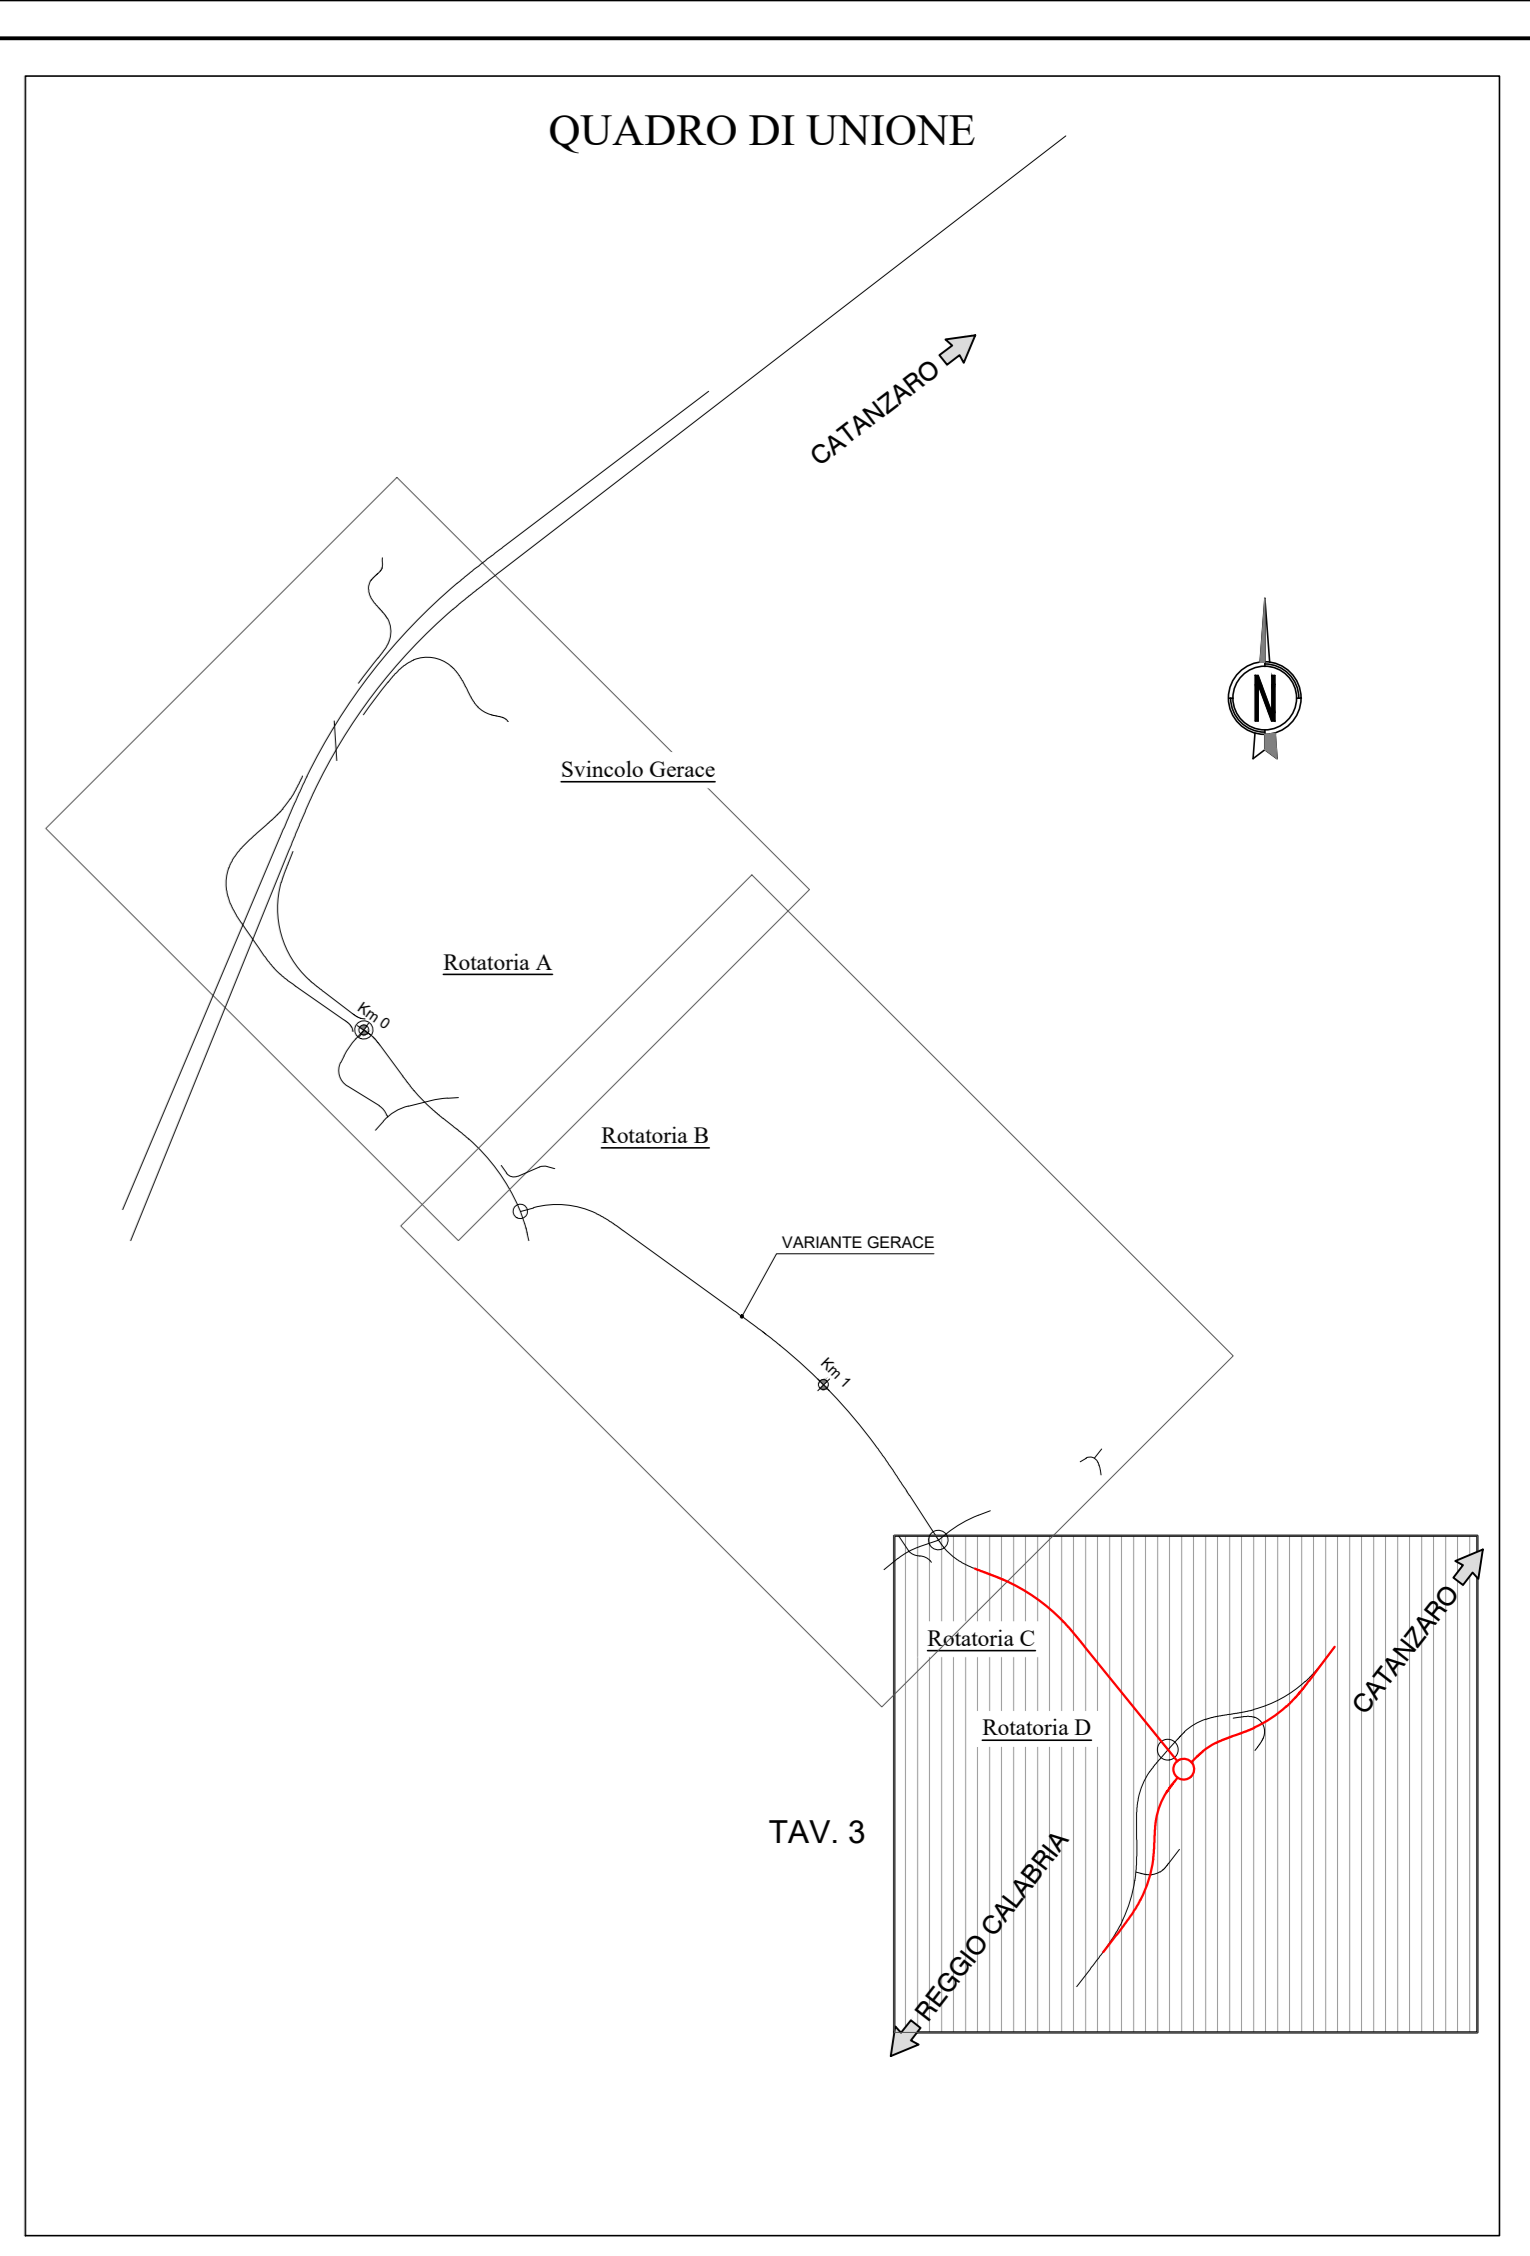 QUADRO DI UNIONE
CATANZARO
N
Svincolo Gerace
Rotatoria A
Km 0
Rotatoria B
VARIANTE GERACE
Km 1
CATANZARO
Rotatoria C
Rotatoria D
TAV. 3
REGGIO CALABRIA